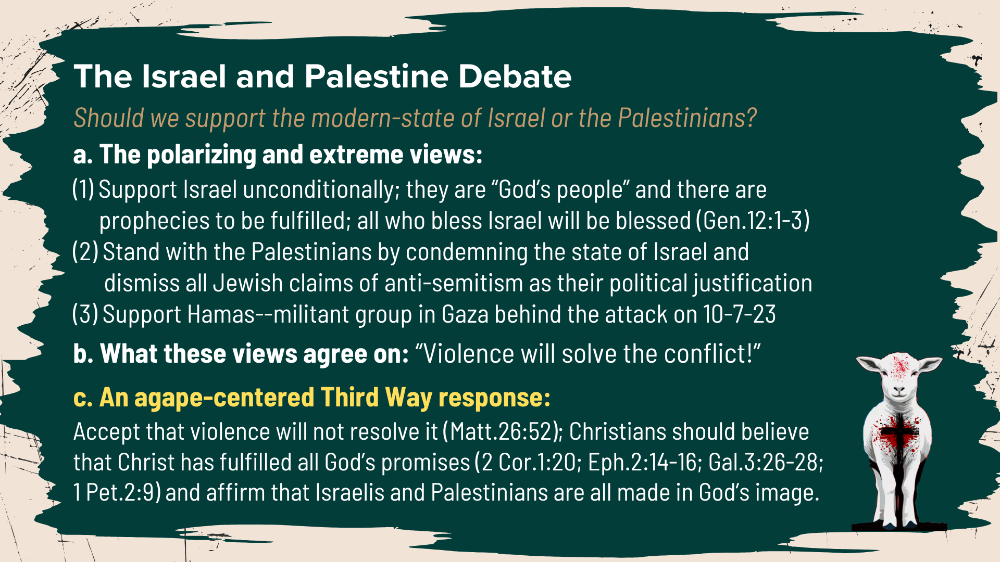 The Israel and Palestine Debate
Should we support the modern-state of Israel or the Palestinians?
a. The polarizing and extreme views:
(1) Support Israel unconditionally; they are “God’s people” and there are
prophecies to be fulfilled; all who bless Israel will be blessed (Gen.12:1-3)
(2) Stand with the Palestinians by condemning the state of Israel and
dismiss all Jewish claims of anti-semitism as their political justification
(3) Support Hamas--militant group in Gaza behind the attack on 10-7-23
b. What these views agree on: “Violence will solve the conflict!”
c. An agape-centered Third Way response:
Accept that violence will not resolve it (Matt.26:52); Christians should believe
that Christ has fulfilled all God’s promises (2 Cor.1:20; Eph.2:14-16; Gal.3:26-28;
1 Pet.2:9) and affirm that Israelis and Palestinians are all made in God’s image.